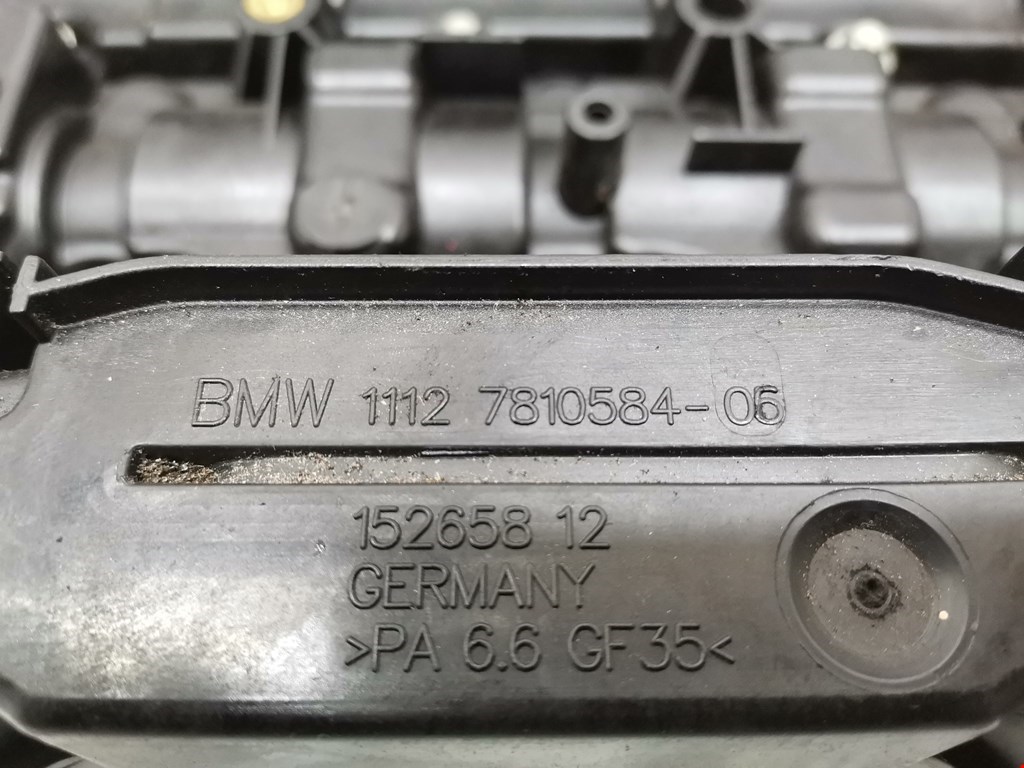 BMW 1112 7810584-06
152658 12
GERMANY
>PA 6.6 GF35<